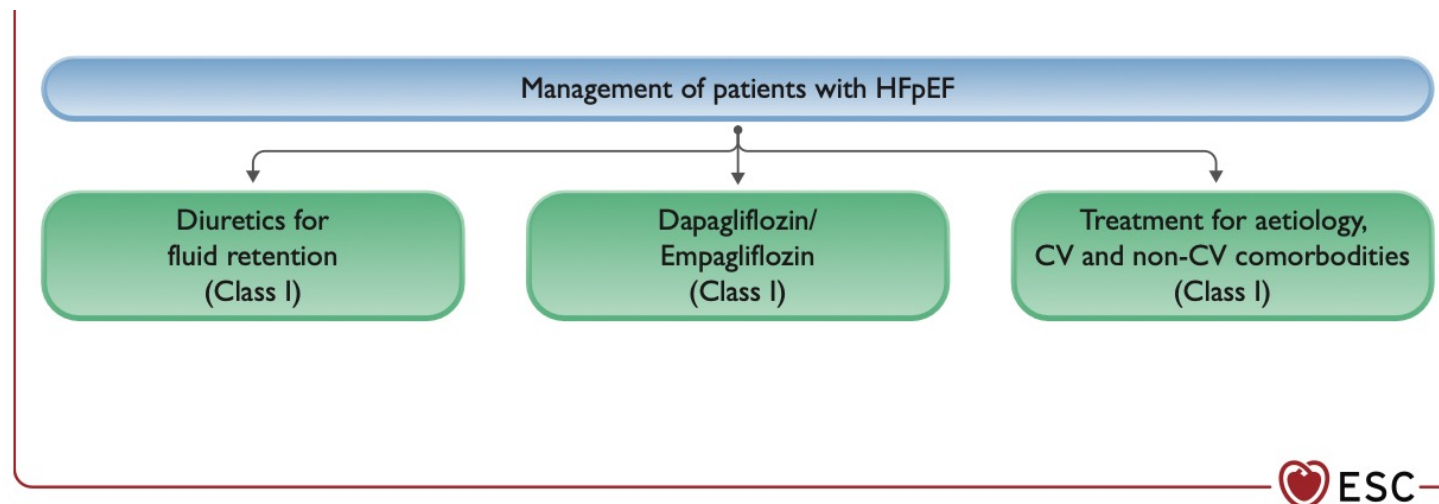 Management of patients with HFpEF
Diuretics for
fluid retention
(Class I)
Dapagliflozin/
Empagliflozin
(Class I)
Treatment for aetiology,
CV and non-CV comorbodities
(Class I)
ESC